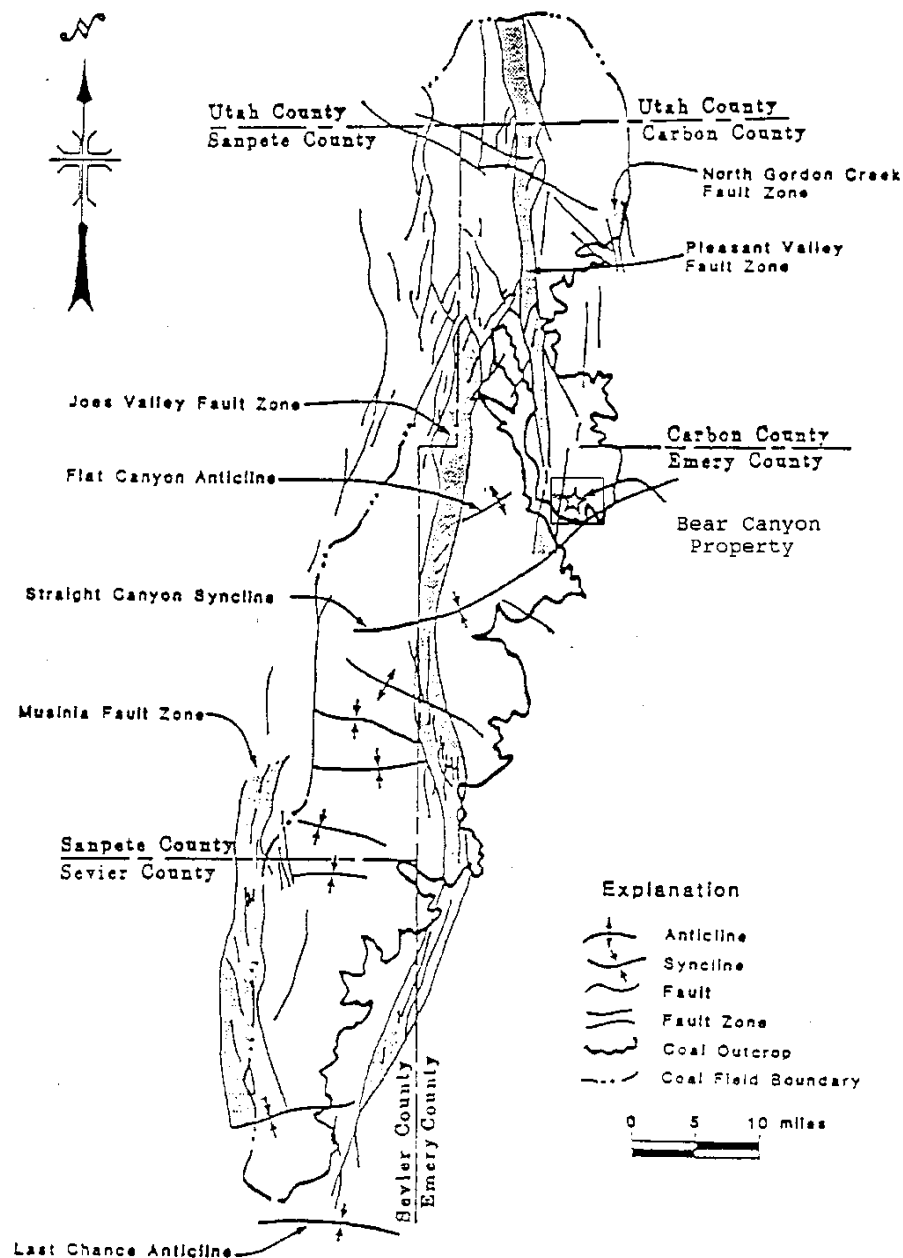 N
Utah County
Sanpete County
Utah County
Carbon County
North Gordon Creek
Fault Zone
Pleasant Valley
Fault Zone
Joes Valley Fault Zone
Carbon County
Emery County
Flat Canyon Anticline
Bear Canyon
Property
Straight Canyon Syncline
Musinia Fault Zone
Sanpete County
Sevier County
Explanation
Anticline
Syncline
Fault
Fault Zone
Coal Outcrop
Coal Field Boundary
0 5 10 miles
Sevier County
Emery County
Last Chance Anticline